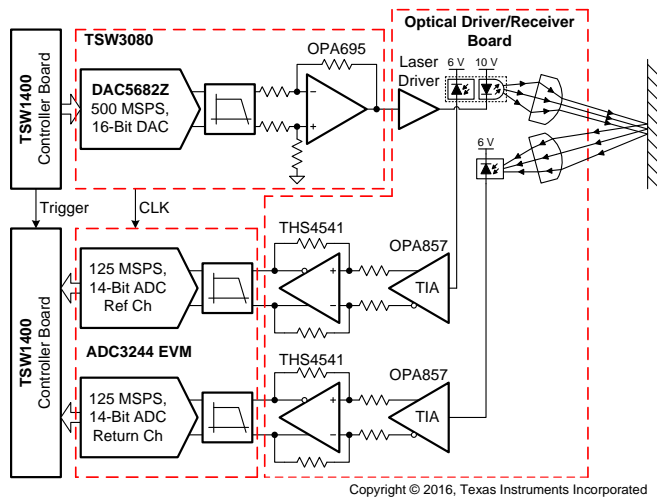 TSW1400
Controller Board
TSW3080
DAC5682Z
500 MSPS,
16-Bit DAC
OPA695
Optical Driver/Receiver
Board
Laser
Driver
6 V
10 V
6 V
Trigger
CLK
TSW1400
Controller Board
125 MSPS,
14-Bit ADC
Ref Ch
THS4541
+
−
OPA857
TIA
ADC3244 EVM
125 MSPS,
14-Bit ADC
Return Ch
THS4541
+
−
OPA857
TIA
−
+
Copyright © 2016, Texas Instruments Incorporated